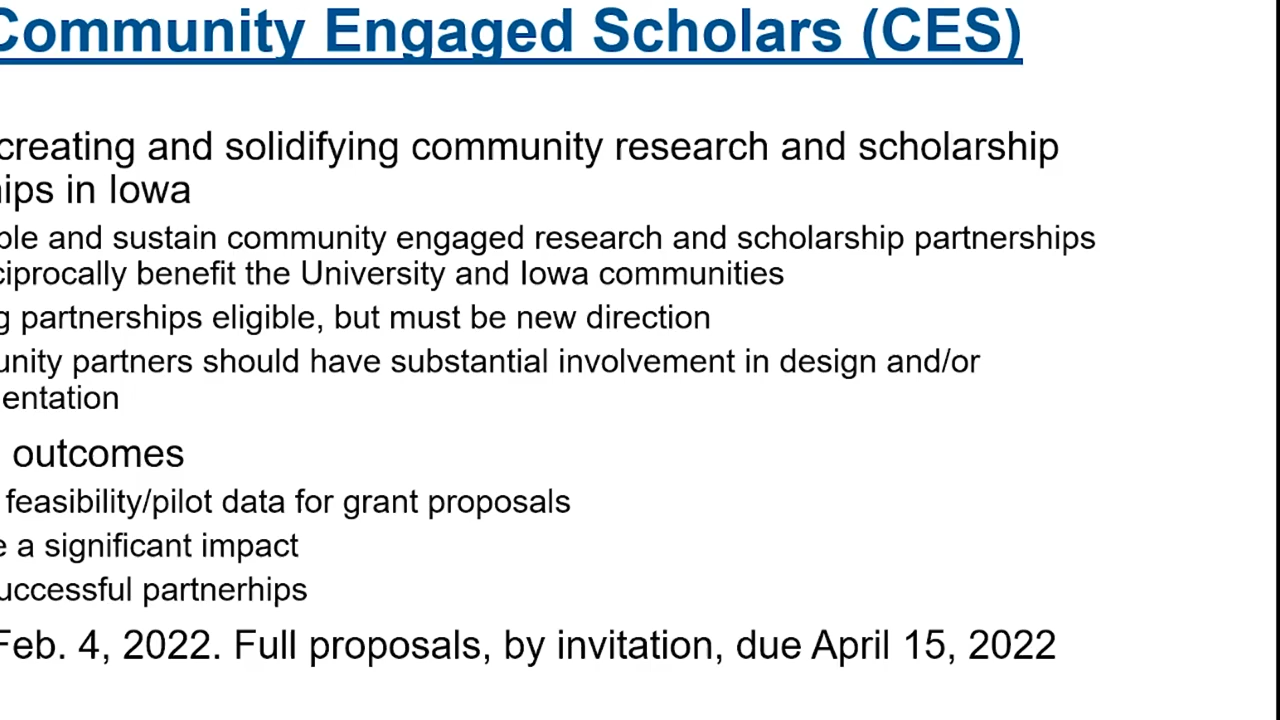 Community Engaged Scholars (CES)
creating and solidifying community research and scholarship
ips in Iowa
ple and sustain community engaged research and scholarship partnerships
ciprocally benefit the University and Iowa communities
g partnerships eligible, but must be new direction
unity partners should have substantial involvement in design and/or
entation
outcomes
feasibility/pilot data for grant proposals
e a significant impact
uccessful partnerhips
Feb. 4, 2022. Full proposals, by invitation, due April 15, 2022